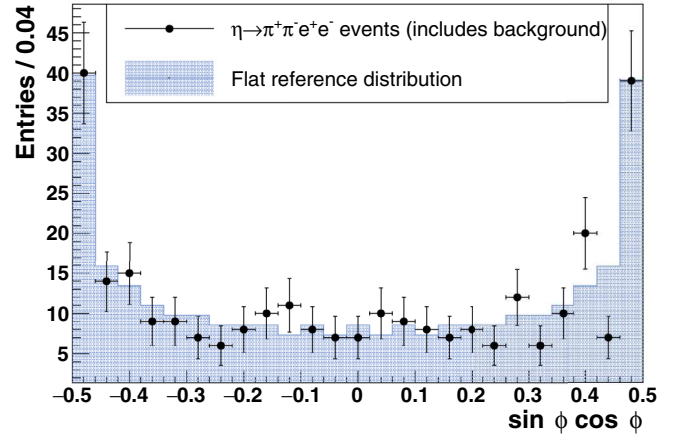 η→π⁺π⁻e⁺e⁻ events (includes background)
Flat reference distribution
Entries / 0.04
45
40
35
30
25
20
15
10
5
−0.5 −0.4 −0.3 −0.2 −0.1 0 0.1 0.2 0.3 0.4 0.5
sin ϕ cos ϕ